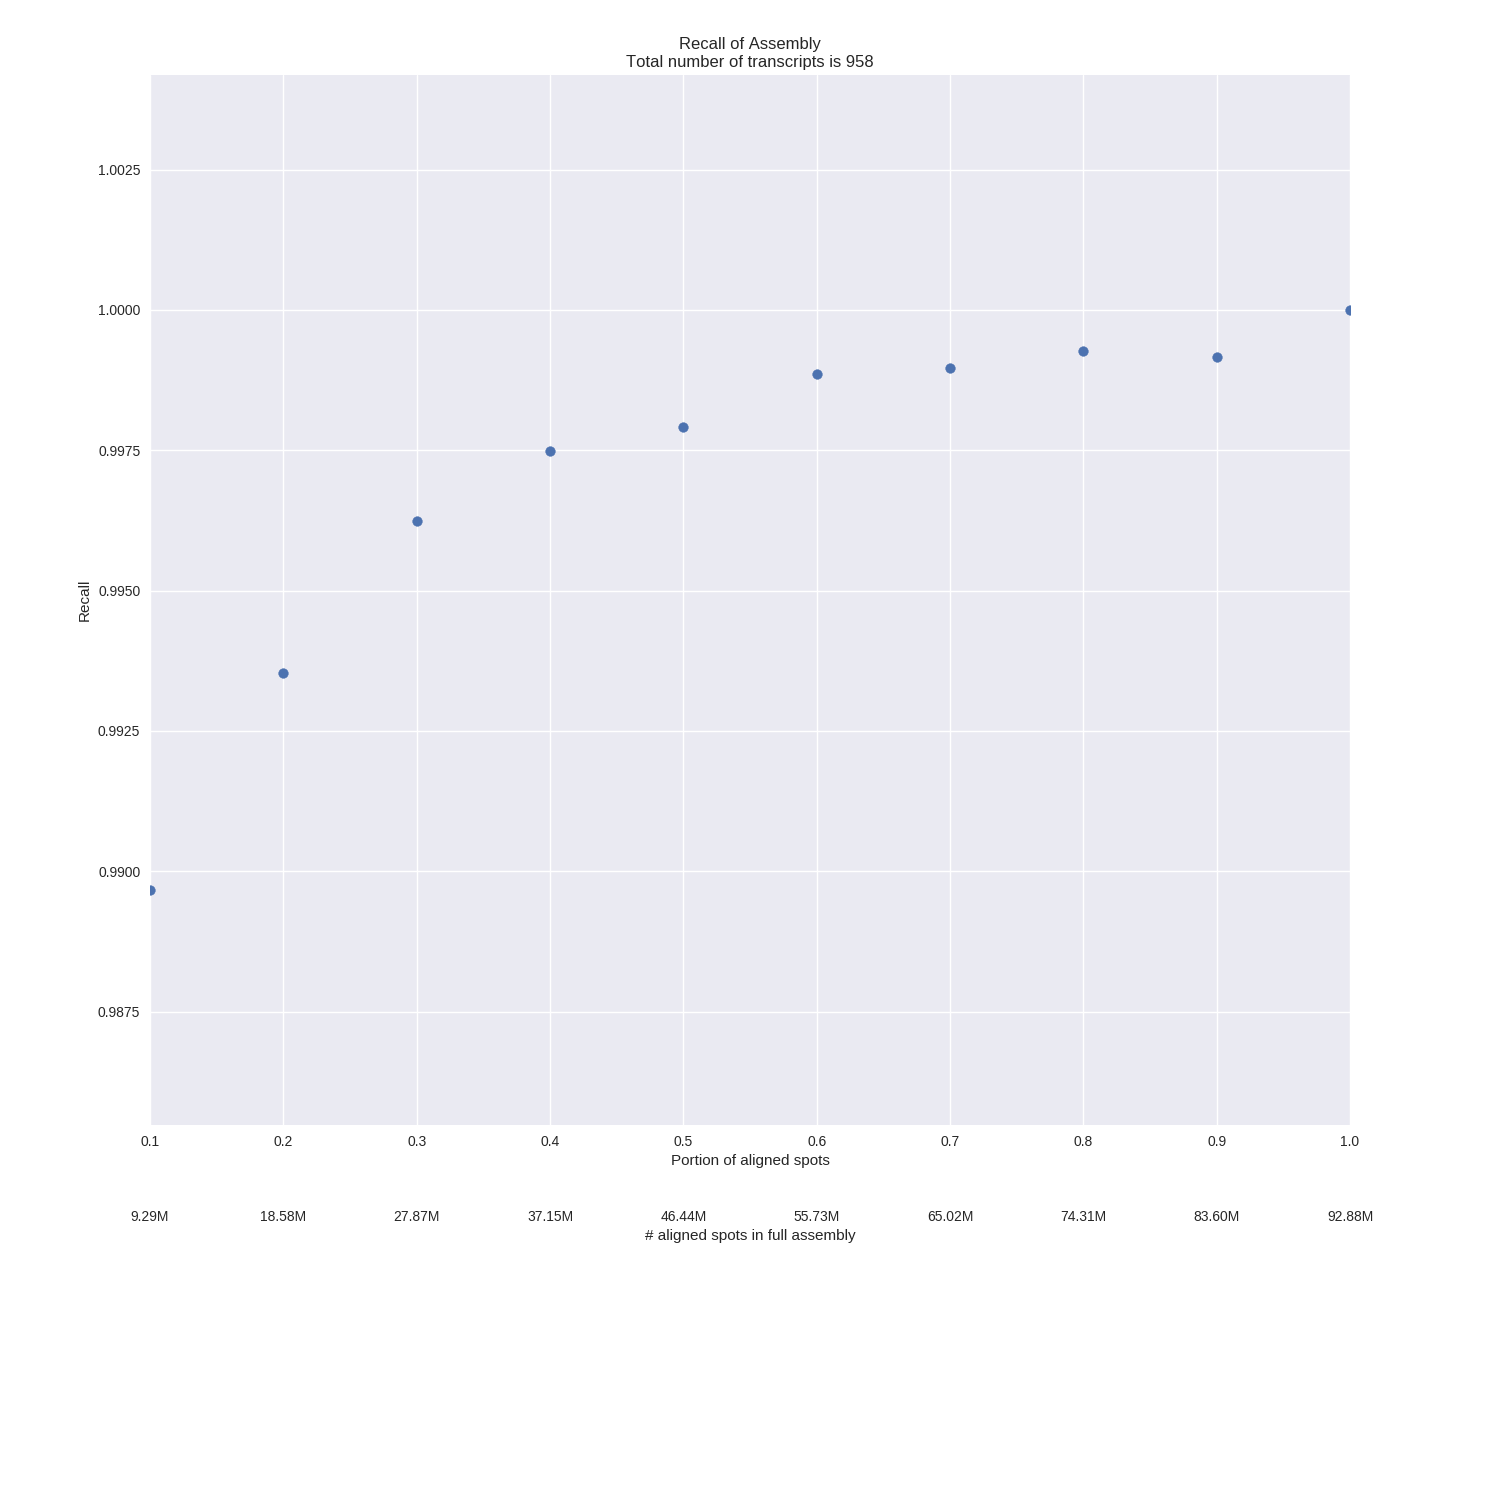 Recall of Assembly
Total number of transcripts is 958
1.0025
1.0000
0.9975
0.9950
0.9925
0.9900
0.9875
Recall
0.1 0.2 0.3 0.4 0.5 0.6 0.7 0.8 0.9 1.0
Portion of aligned spots
9.29M 18.58M 27.87M 37.15M 46.44M 55.73M 65.02M 74.31M 83.60M 92.88M
# aligned spots in full assembly